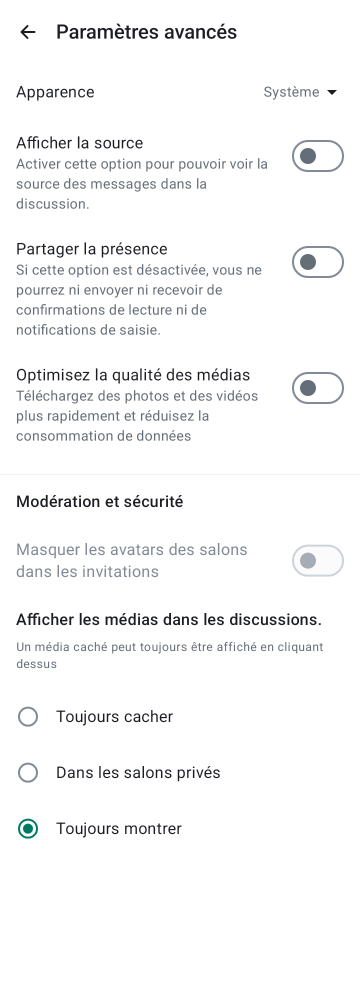 Paramètres avancés
Apparence
Système
Afficher la source
Activer cette option pour pouvoir voir la
source des messages dans la
discussion.
Partager la présence
Si cette option est désactivée, vous ne
pourrez ni envoyer ni recevoir de
confirmations de lecture ni de
notifications de saisie.
Optimisez la qualité des médias
Téléchargez des photos et des vidéos
plus rapidement et réduisez la
consommation de données
Modération et sécurité
Masquer les avatars des salons
dans les invitations
Afficher les médias dans les discussions.
Un média caché peut toujours être affiché en cliquant
dessus
Toujours cacher
Dans les salons privés
Toujours montrer